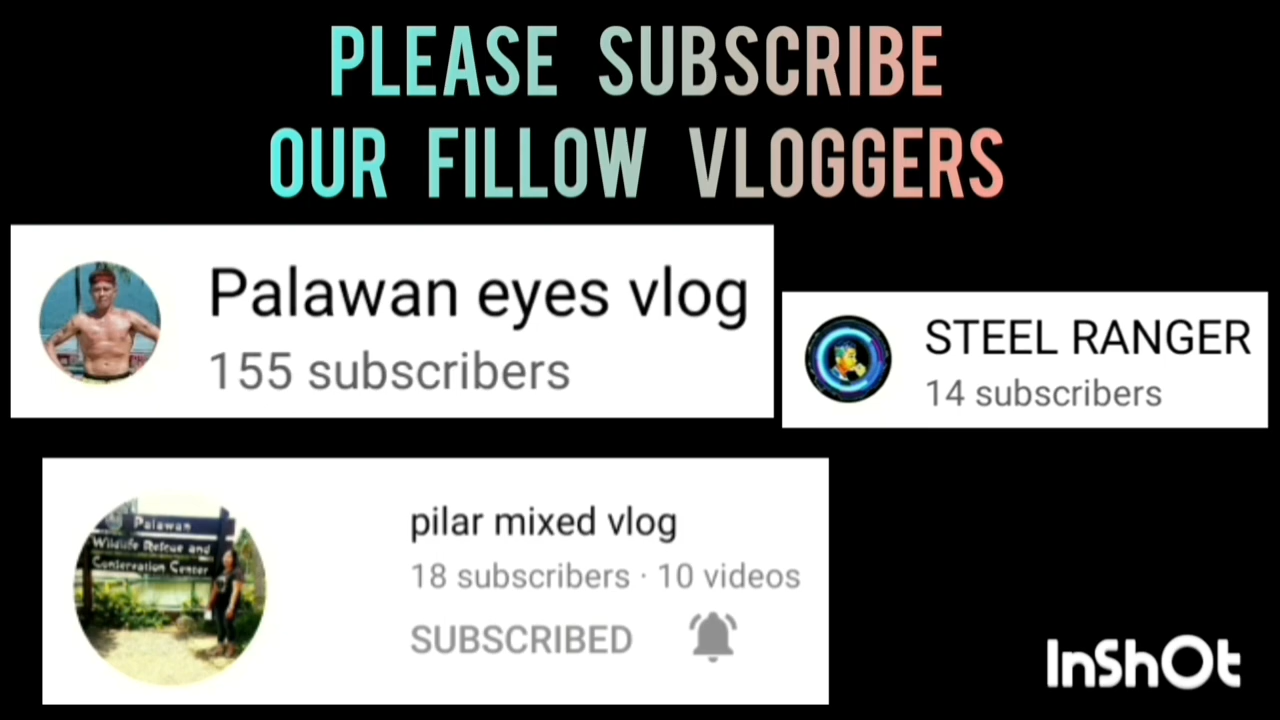 PLEASE SUBSCRIBE
OUR FILLOW VLOGGERS
Palawan eyes vlog
155 subscribers
STEEL RANGER
14 subscribers
Palawan
Wildlife Rescue and
Conservation Center
pilar mixed vlog
18 subscribers · 10 videos
SUBSCRIBED
InShOt